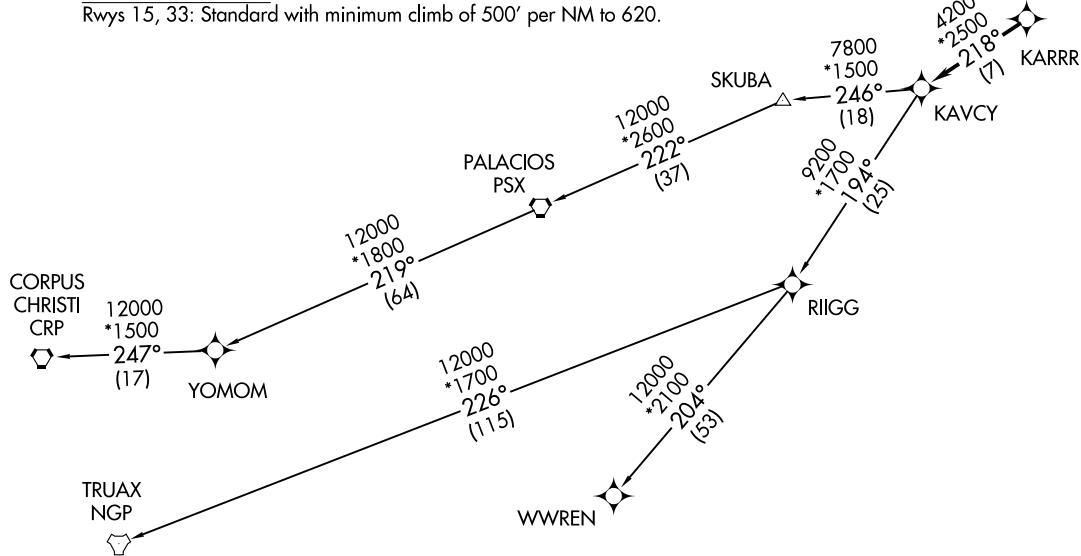 Rwys 15, 33: Standard with minimum climb of 500’ per NM to 620.
4200
*2500
218°
(7)
KARRR
7800
*1500
246°
(18)
SKUBA
KAVCY
12000
*2600
222°
(37)
9200
*1700
194°
(25)
PALACIOS
PSX
12000
*1800
219°
(64)
CORPUS
CHRISTI
CRP
12000
*1500
247°
(17)
YOMOM
RIIGG
12000
*1700
226°
(115)
12000
*2100
204°
(53)
TRUAX
NGP
WWREN